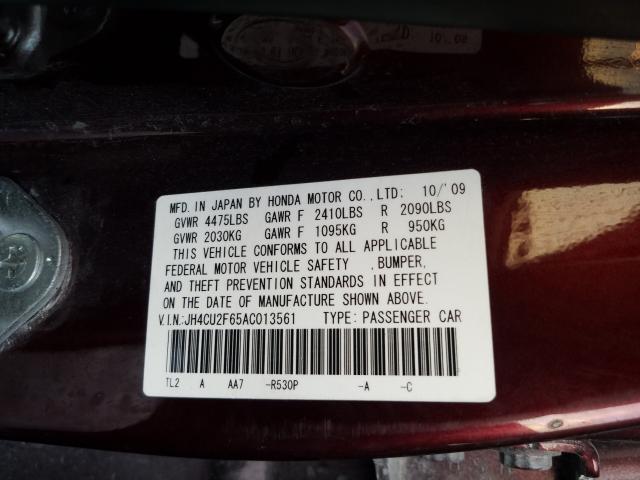 10/'09
MFD. IN JAPAN BY HONDA MOTOR CO.,LTD: 10/'09
GVWR 4475LBS GAWR F 2410LBS R 2090LBS
GVWR 2030KG GAWR F 1095KG R 950KG
THIS VEHICLE CONFORMS TO ALL APPLICABLE
FEDERAL MOTOR VEHICLE SAFETY ,BUMPER,
AND THEFT PREVENTION STANDARDS IN EFFECT
ON THE DATE OF MANUFACTURE SHOWN ABOVE.
V.I.N.:JH4CU2F65AC013561 TYPE: PASSENGER CAR
TL2 A AA7 -R530P -A -C